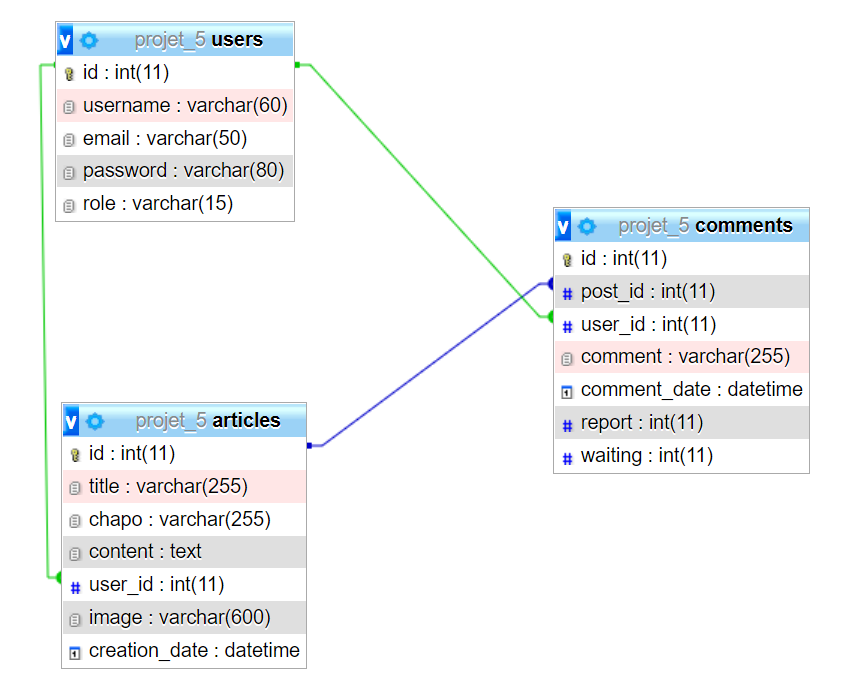 v projet_5 users
id : int(11)
username : varchar(60)
email : varchar(50)
password : varchar(80)
role : varchar(15)
v projet_5 comments
id : int(11)
# post_id : int(11)
# user_id : int(11)
comment : varchar(255)
1 comment_date : datetime
# report : int(11)
# waiting : int(11)
v projet_5 articles
id : int(11)
title : varchar(255)
chapo : varchar(255)
content : text
# user_id : int(11)
image : varchar(600)
1 creation_date : datetime